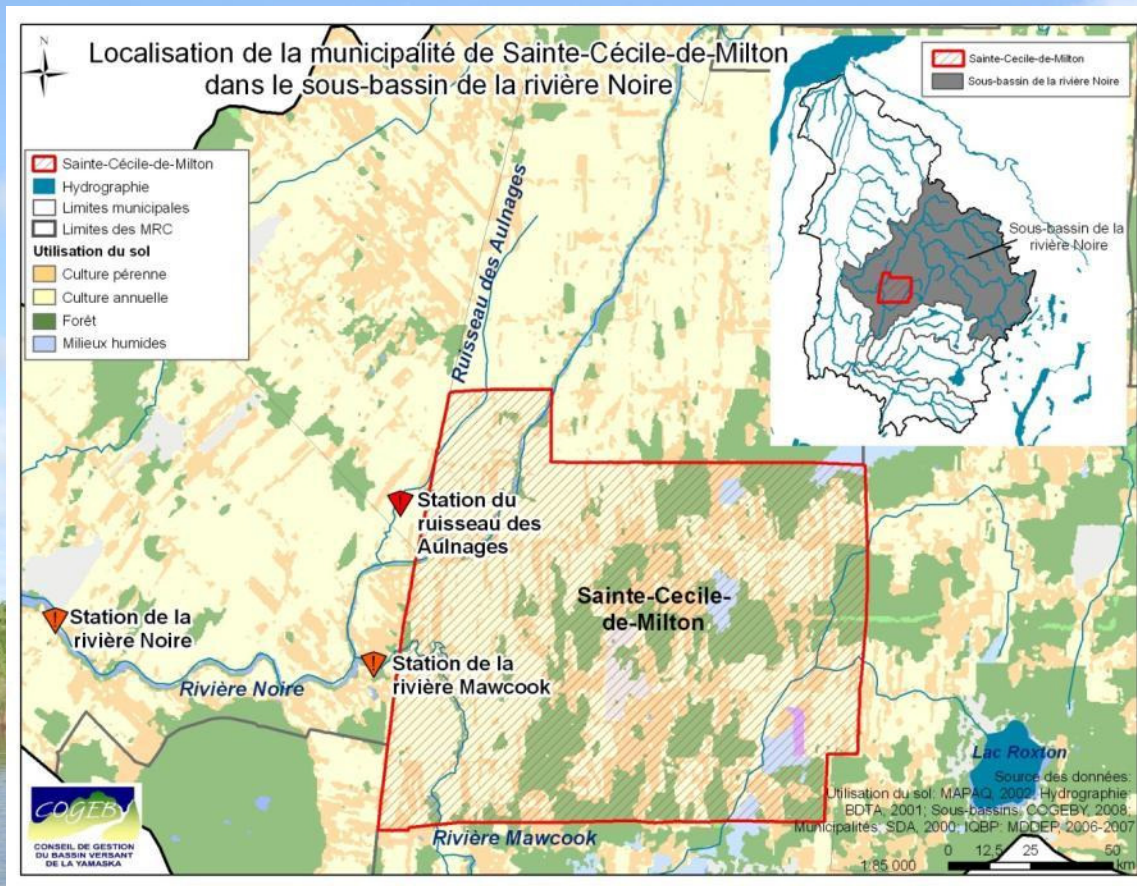 N
Localisation de la municipalité de Sainte-Cécile-de-Milton
dans le sous-bassin de la rivière Noire
Sainte-Cécile-de-Milton
Hydrographie
Limites municipales
Limites des MRC
Utilisation du sol
Culture pérenne
Culture annuelle
Forêt
Milieux humides
Sainte-Cecile-de-Milton
Sous-bassin de la rivière Noire
Sous-bassin de la
rivière Noire
Ruisseau des Aulnages
Station du
ruisseau des
Aulnages
Sainte-Cecile-
de-Milton
Station de la
rivière Noire
Station de la
rivière Mawcook
Rivière Noire
Rivière Mawcook
Lac Roxton
Source des données:
Utilisation du sol: MAPAQ, 2002; Hydrographie:
BDTA, 2001; Sous-bassins: COGEBY, 2008;
Municipalités: SDA, 2000; IQBP: MDDEP, 2006-2007
0 12,5 25 50
1:85 000 km
COGEBY
CONSEIL DE GESTION
DU BASSIN VERSANT
DE LA YAMASKA